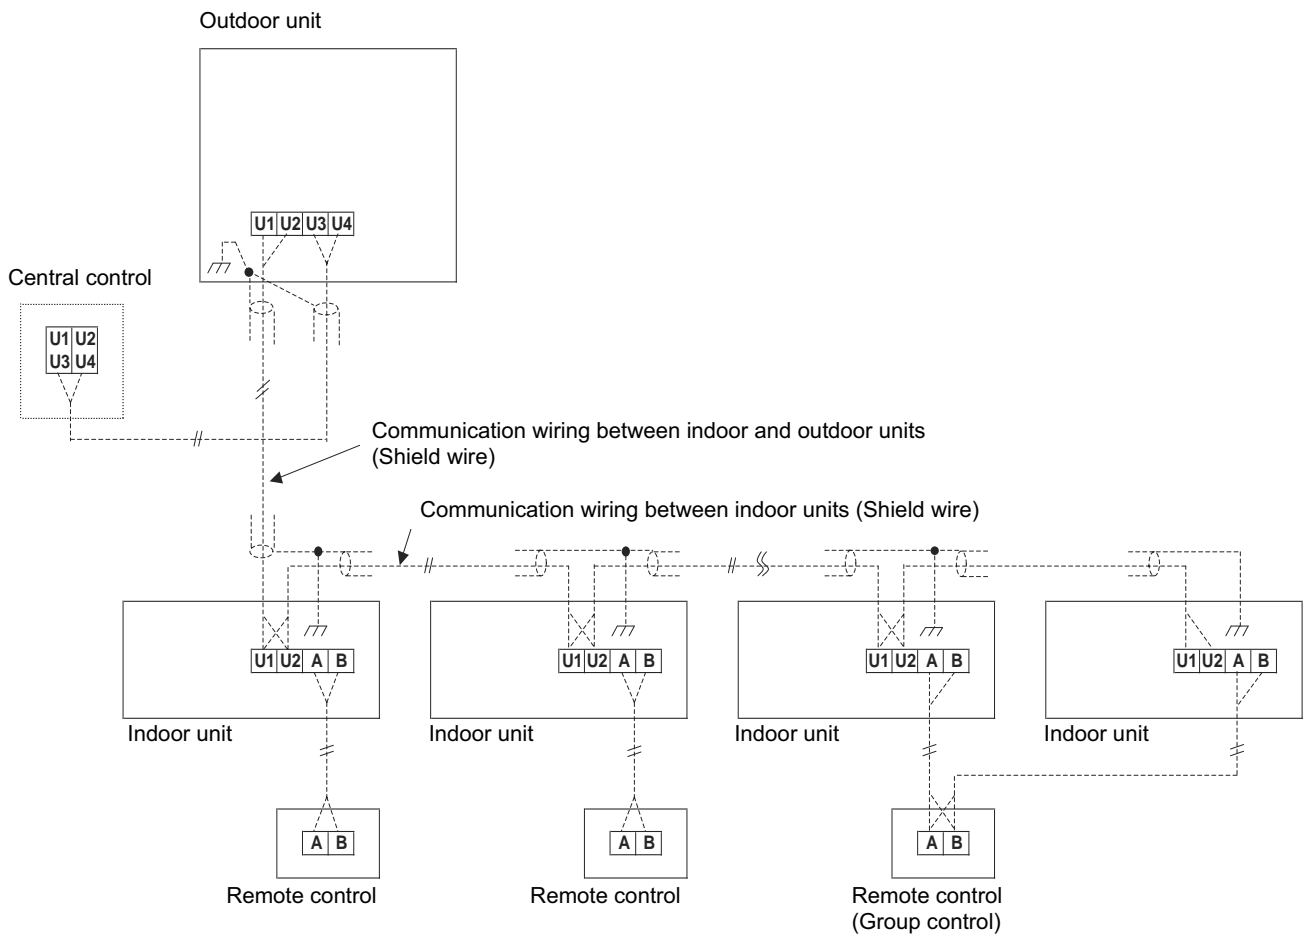 Outdoor unit
U1 U2 U3 U4
Central control
U1 U2
U3 U4
Communication wiring between indoor and outdoor units
(Shield wire)
Communication wiring between indoor units (Shield wire)
U1 U2 A B
U1 U2 A B
U1 U2 A B
U1 U2 A B
Indoor unit
Indoor unit
Indoor unit
Indoor unit
A B
A B
A B
Remote control
Remote control
Remote control
(Group control)